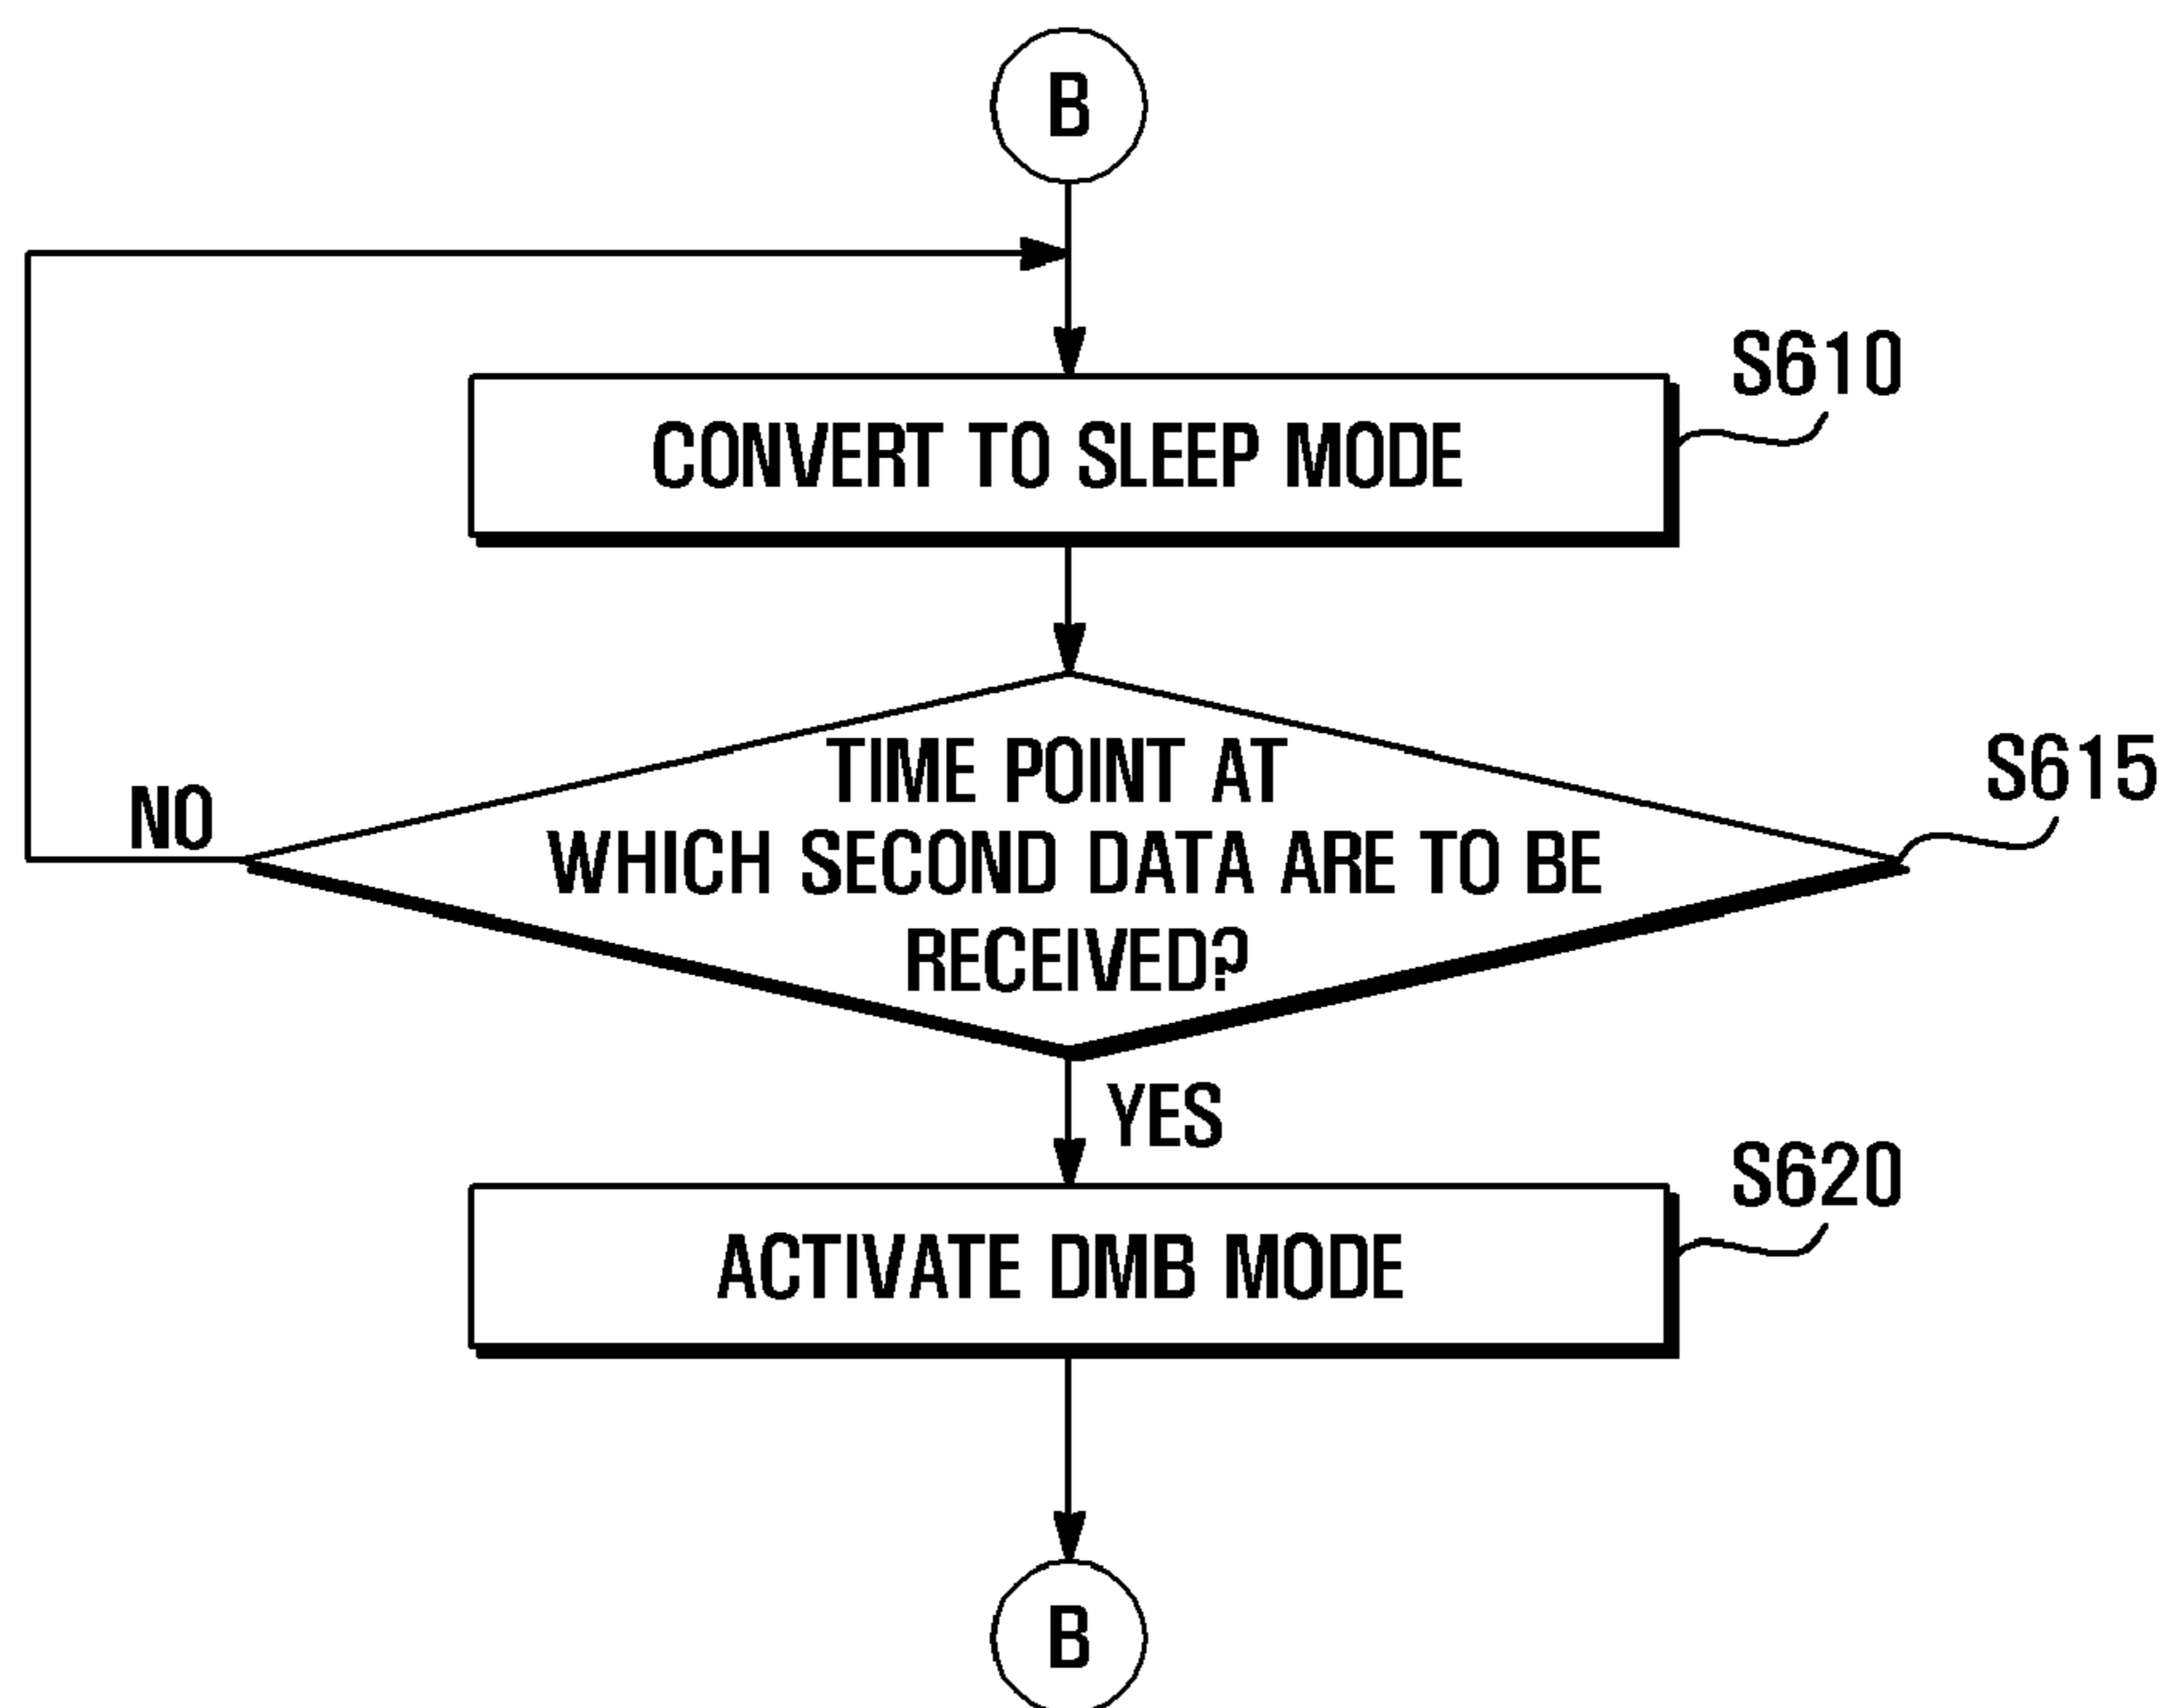 B
S610
CONVERT TO SLEEP MODE
S615
TIME POINT AT
WHICH SECOND DATA ARE TO BE
RECEIVED?
NO
YES
S620
ACTIVATE DMB MODE
B